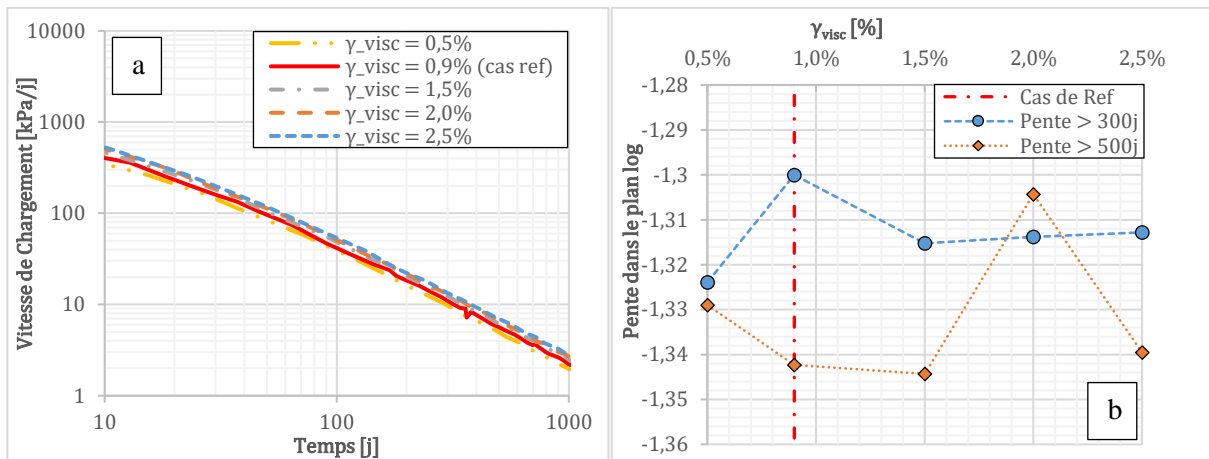 a
Vitesse de Chargement [kPa/j]
10000
1000
100
10
1
10
100
1000
Temps [j]
γ_visc = 0,5%
γ_visc = 0,9% (cas ref)
γ_visc = 1,5%
γ_visc = 2,0%
γ_visc = 2,5%
b
γvisc [%]
0,5%
1,0%
1,5%
2,0%
2,5%
Pente dans le plan log
-1,28
-1,29
-1,3
-1,31
-1,32
-1,33
-1,34
-1,35
-1,36
Cas de Ref
Pente > 300j
Pente > 500j